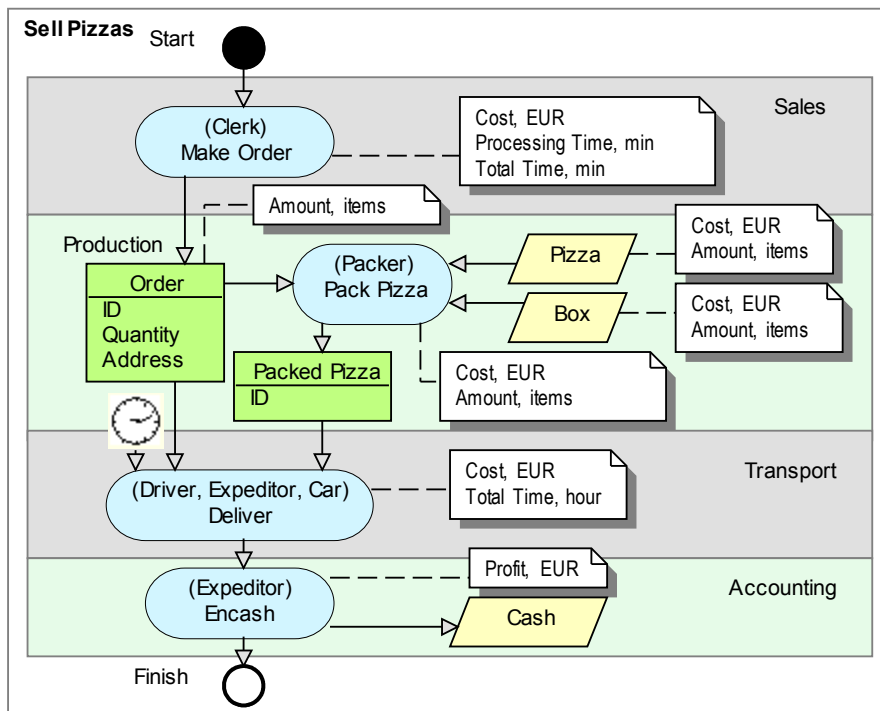 Sell Pizzas
Start
Sales
(Clerk)
Make Order
Cost, EUR
Processing Time, min
Total Time, min
Amount, items
Production
Order
ID
Quantity
Address
(Packer)
Pack Pizza
Pizza
Cost, EUR
Amount, items
Box
Cost, EUR
Amount, items
Packed Pizza
ID
Cost, EUR
Amount, items
Transport
(Driver, Expeditor, Car)
Deliver
Cost, EUR
Total Time, hour
Accounting
(Expeditor)
Encash
Profit, EUR
Cash
Finish